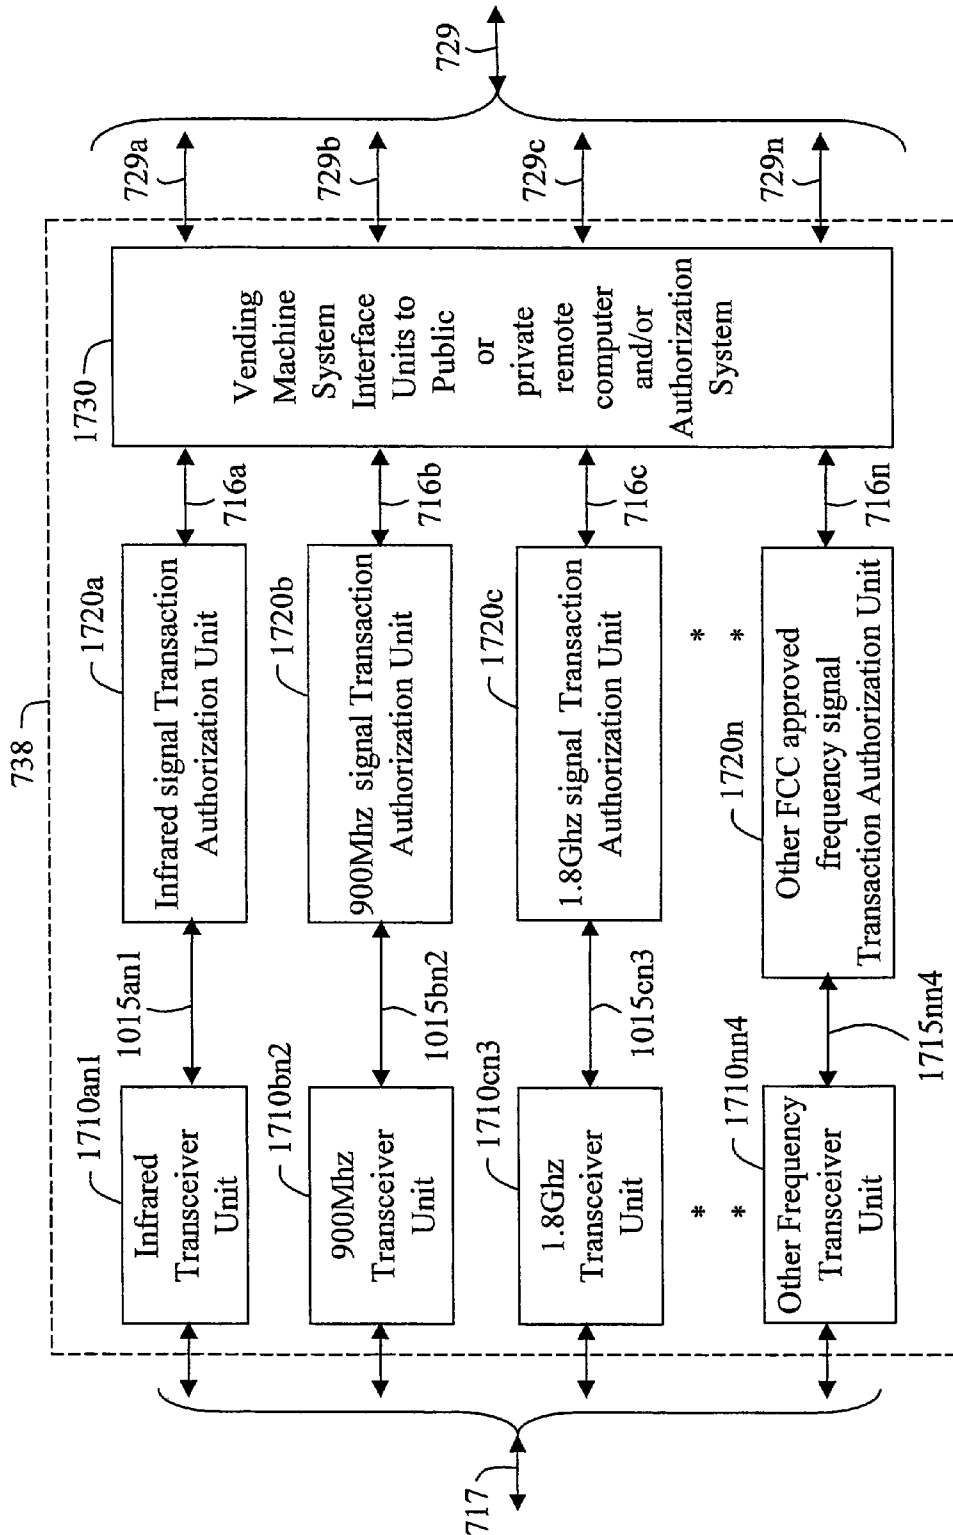 738
717
1710an1
Infrared
Transceiver
Unit
1015an1
1720a
Infrared signal Transaction
Authorization Unit
716a
1710bn2
900Mhz
Transceiver
Unit
1015bn2
1720b
900Mhz signal Transaction
Authorization Unit
716b
1710cn3
1.8Ghz
Transceiver
Unit
1015cn3
1720c
1.8Ghz signal Transaction
Authorization Unit
716c
* *
* *
1710nn4
Other Frequency
Transceiver
Unit
1715nn4
1720n
Other FCC approved
frequency signal
Transaction Authorization Unit
716n
1730
Vending
Machine
System
Interface
Units to
Public
or
private
remote
computer
and/or
Authorization
System
729a
729b
729c
729n
729